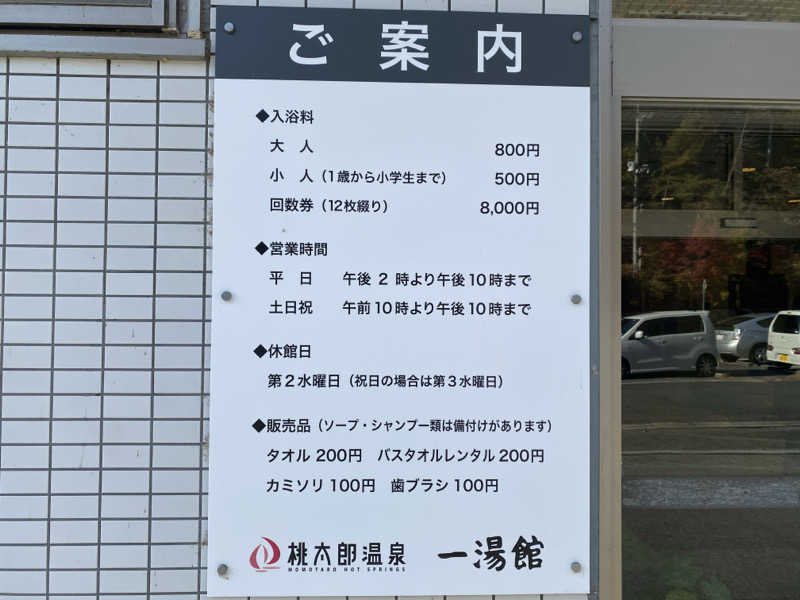 ご案内
◆入浴料
大人 800円
小人（1歳から小学生まで） 500円
回数券（12枚綴り） 8,000円
◆営業時間
平日 午後2時より午後10時まで
土日祝 午前10時より午後10時まで
◆休館日
第2水曜日（祝日の場合は第3水曜日）
◆販売品（ソープ・シャンプー類は備付けがあります）
タオル200円 バスタオルレンタル200円
カミソリ100円 歯ブラシ100円
桃太郎温泉 一湯館
MOMOTARO HOT SPRINGS